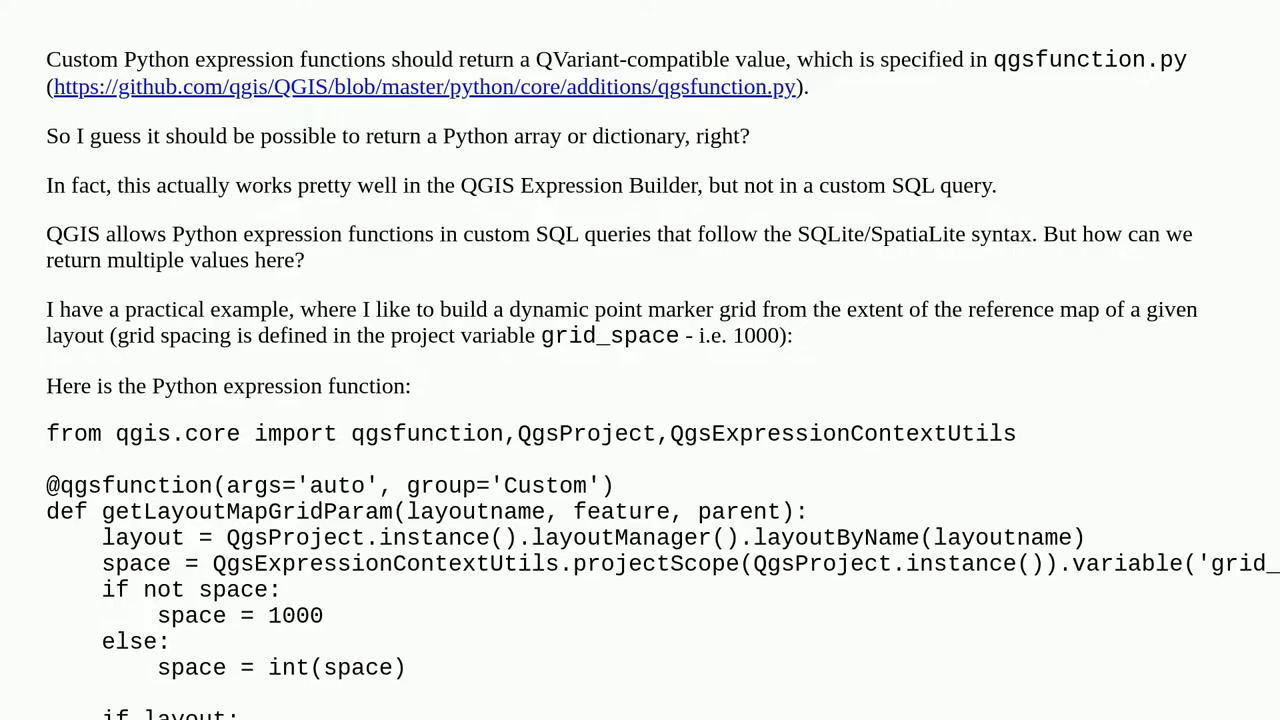 Custom Python expression functions should return a QVariant-compatible value, which is specified in qgsfunction.py
(https://github.com/qgis/QGIS/blob/master/python/core/additions/qgsfunction.py).
So I guess it should be possible to return a Python array or dictionary, right?
In fact, this actually works pretty well in the QGIS Expression Builder, but not in a custom SQL query.
QGIS allows Python expression functions in custom SQL queries that follow the SQLite/SpatiaLite syntax. But how can we
return multiple values here?
I have a practical example, where I like to build a dynamic point marker grid from the extent of the reference map of a given
layout (grid spacing is defined in the project variable grid_space - i.e. 1000):
Here is the Python expression function:
from qgis.core import qgsfunction,QgsProject,QgsExpressionContextUtils
@qgsfunction(args='auto', group='Custom')
def getLayoutMapGridParam(layoutname, feature, parent):
    layout = QgsProject.instance().layoutManager().layoutByName(layoutname)
    space = QgsExpressionContextUtils.projectScope(QgsProject.instance()).variable('grid_
    if not space:
        space = 1000
    else:
        space = int(space)
    if layout: